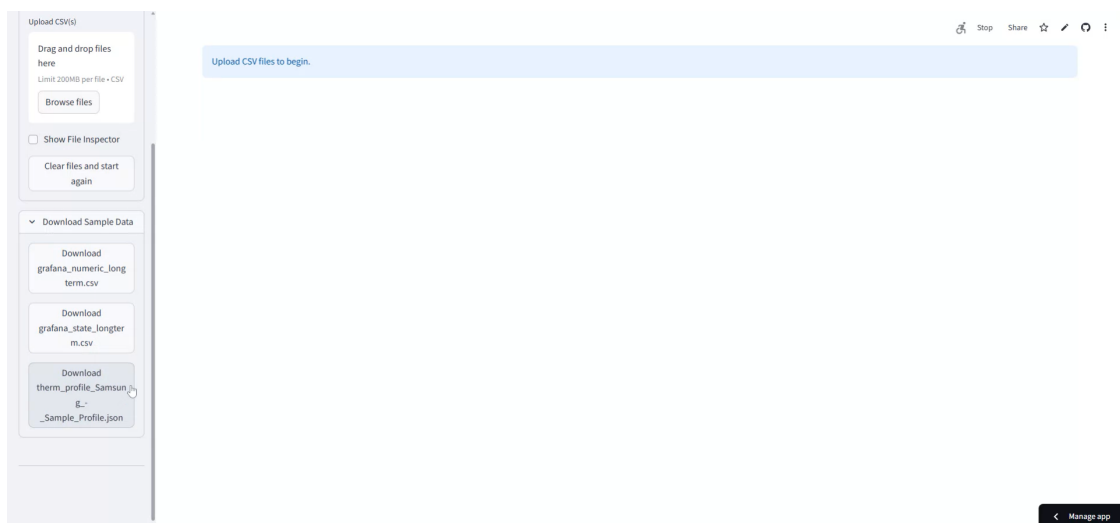 Upload CSV(s)
Drag and drop files
here
Limit 200MB per file • CSV
Browse files
Show File Inspector
Clear files and start
again
Download Sample Data
Download
grafana_numeric_long
term.csv
Download
grafana_state_longter
m.csv
Download
therm_profile_Samsun
g_-
_Sample_Profile.json
Stop Share
Upload CSV files to begin.
Manage app